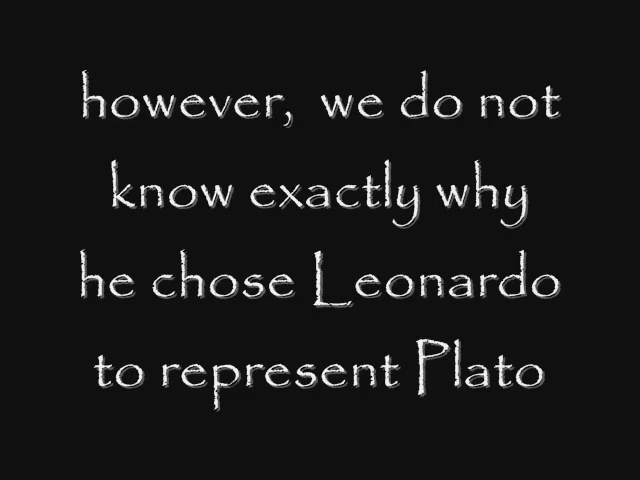 however, we do not
know exactly why
he chose Leonardo
to represent Plato